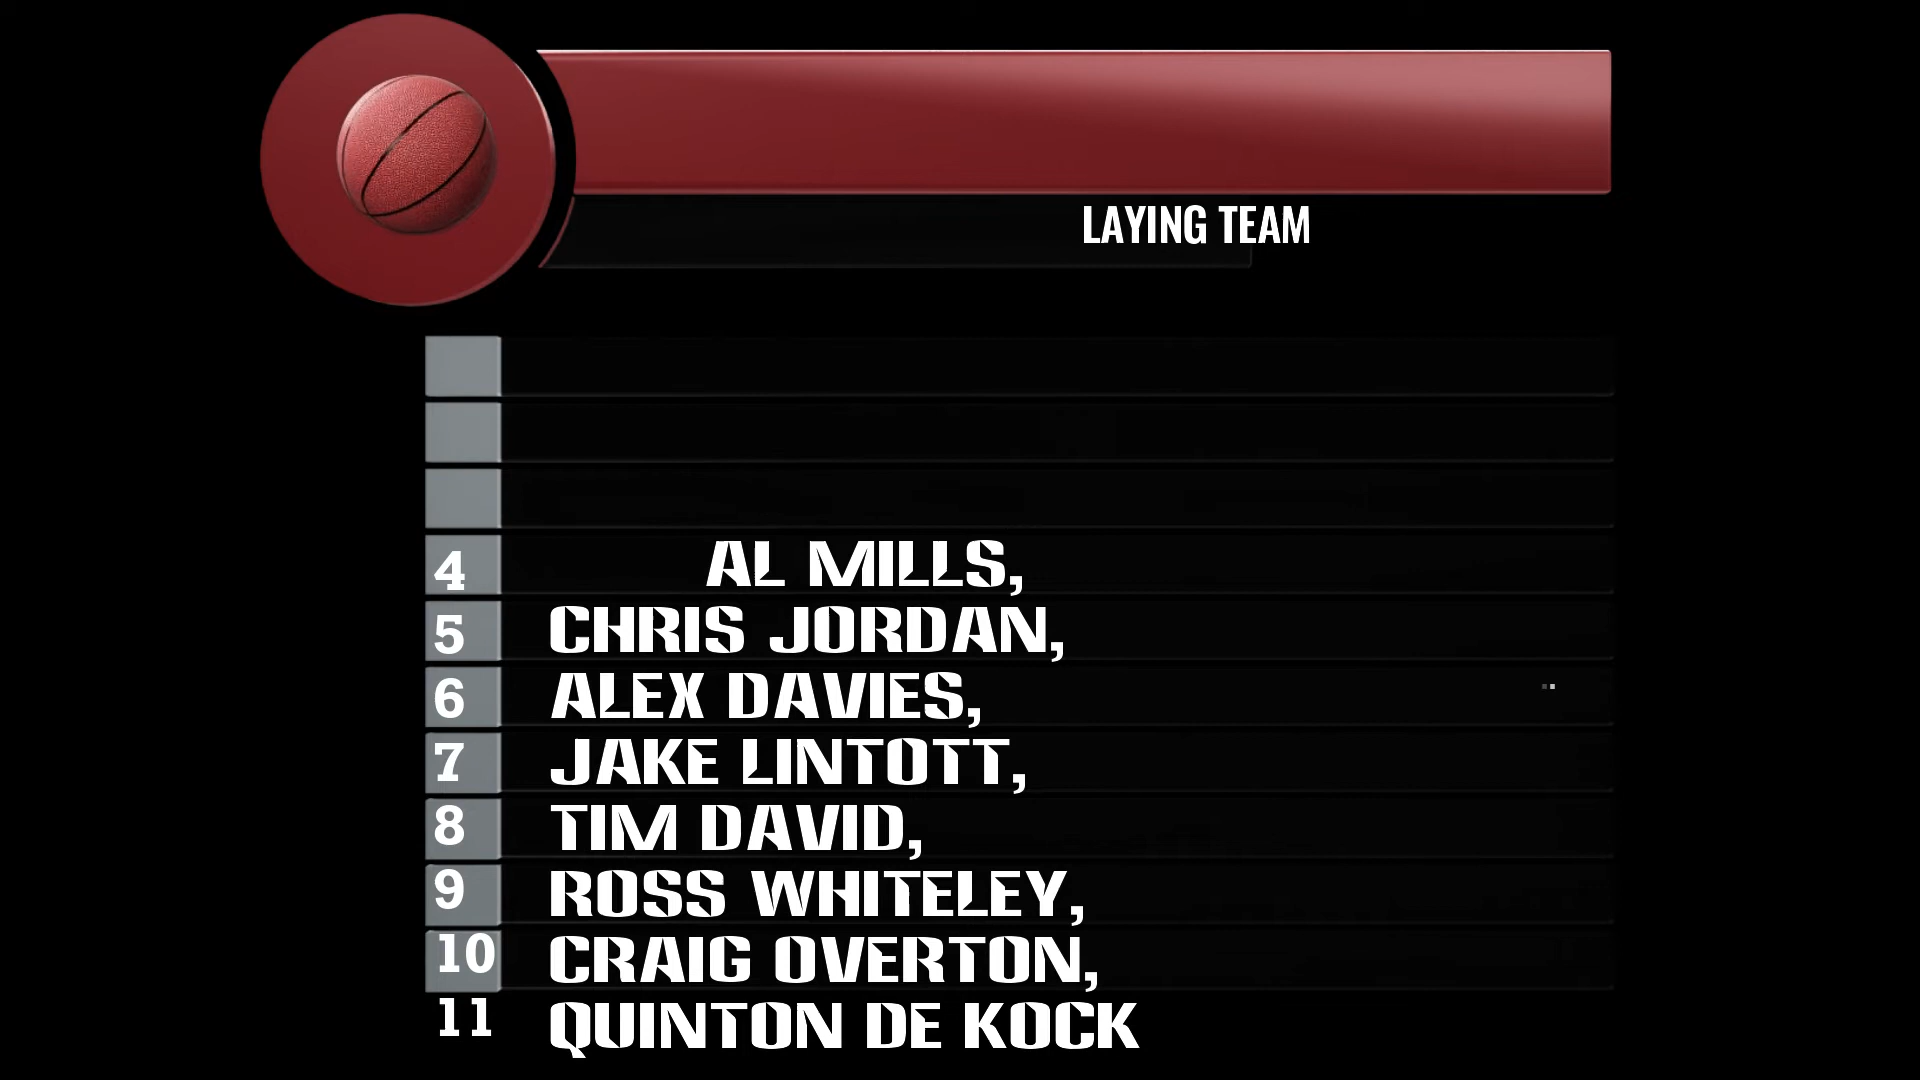 LAYING TEAM
4 AL MILLS,
5 CHRIS JORDAN,
6 ALEX DAVIES,
7 JAKE LINTOTT,
8 TIM DAVID,
9 ROSS WHITELEY,
10 CRAIG OVERTON,
11 QUINTON DE KOCK